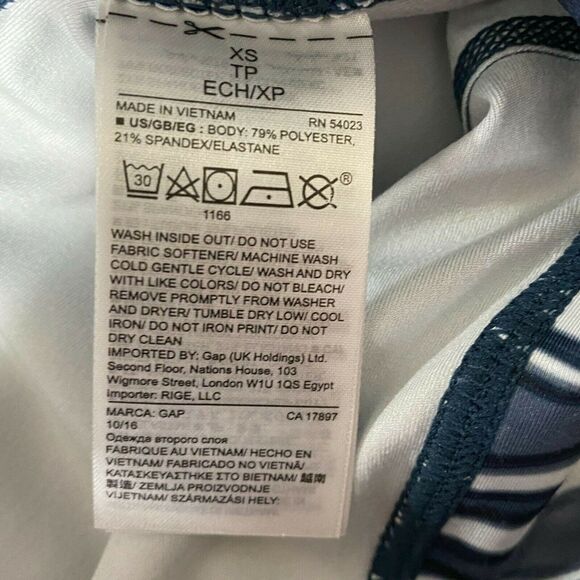 XS
TP
ECH/XP
MADE IN VIETNAM RN 54023
■ US/GB/EG : BODY: 79% POLYESTER,
21% SPANDEX/ELASTANE
30
®
1166
WASH INSIDE OUT/ DO NOT USE
FABRIC SOFTENER/ MACHINE WASH
COLD GENTLE CYCLE/ WASH AND DRY
WITH LIKE COLORS/ DO NOT BLEACH/
REMOVE PROMPTLY FROM WASHER
AND DRYER/ TUMBLE DRY LOW/ COOL
IRON/ DO NOT IRON PRINT/ DO NOT
DRY CLEAN
IMPORTED BY: Gap (UK Holdings) Ltd.
Second Floor, Nations House, 103
Wigmore Street, London W1U 1QS Egypt
Importer: RIGE, LLC
MARCA: GAP CA 17897
10/16
Одежда второго слоя
FABRIQUE AU VIETNAM/ HECHO EN
VIETNAM/ FABRICADO NO VIETNÃ/
ΚΑΤΑΣΚΕΥΑΣΤΗΚΕ ΣΤΟ ΒΙΕΤΝΑΜ/ 越南
製造/ ZEMLJA PROIZVODNJE
VIJETNAM/ SZÁRMAZÁSI HELY: